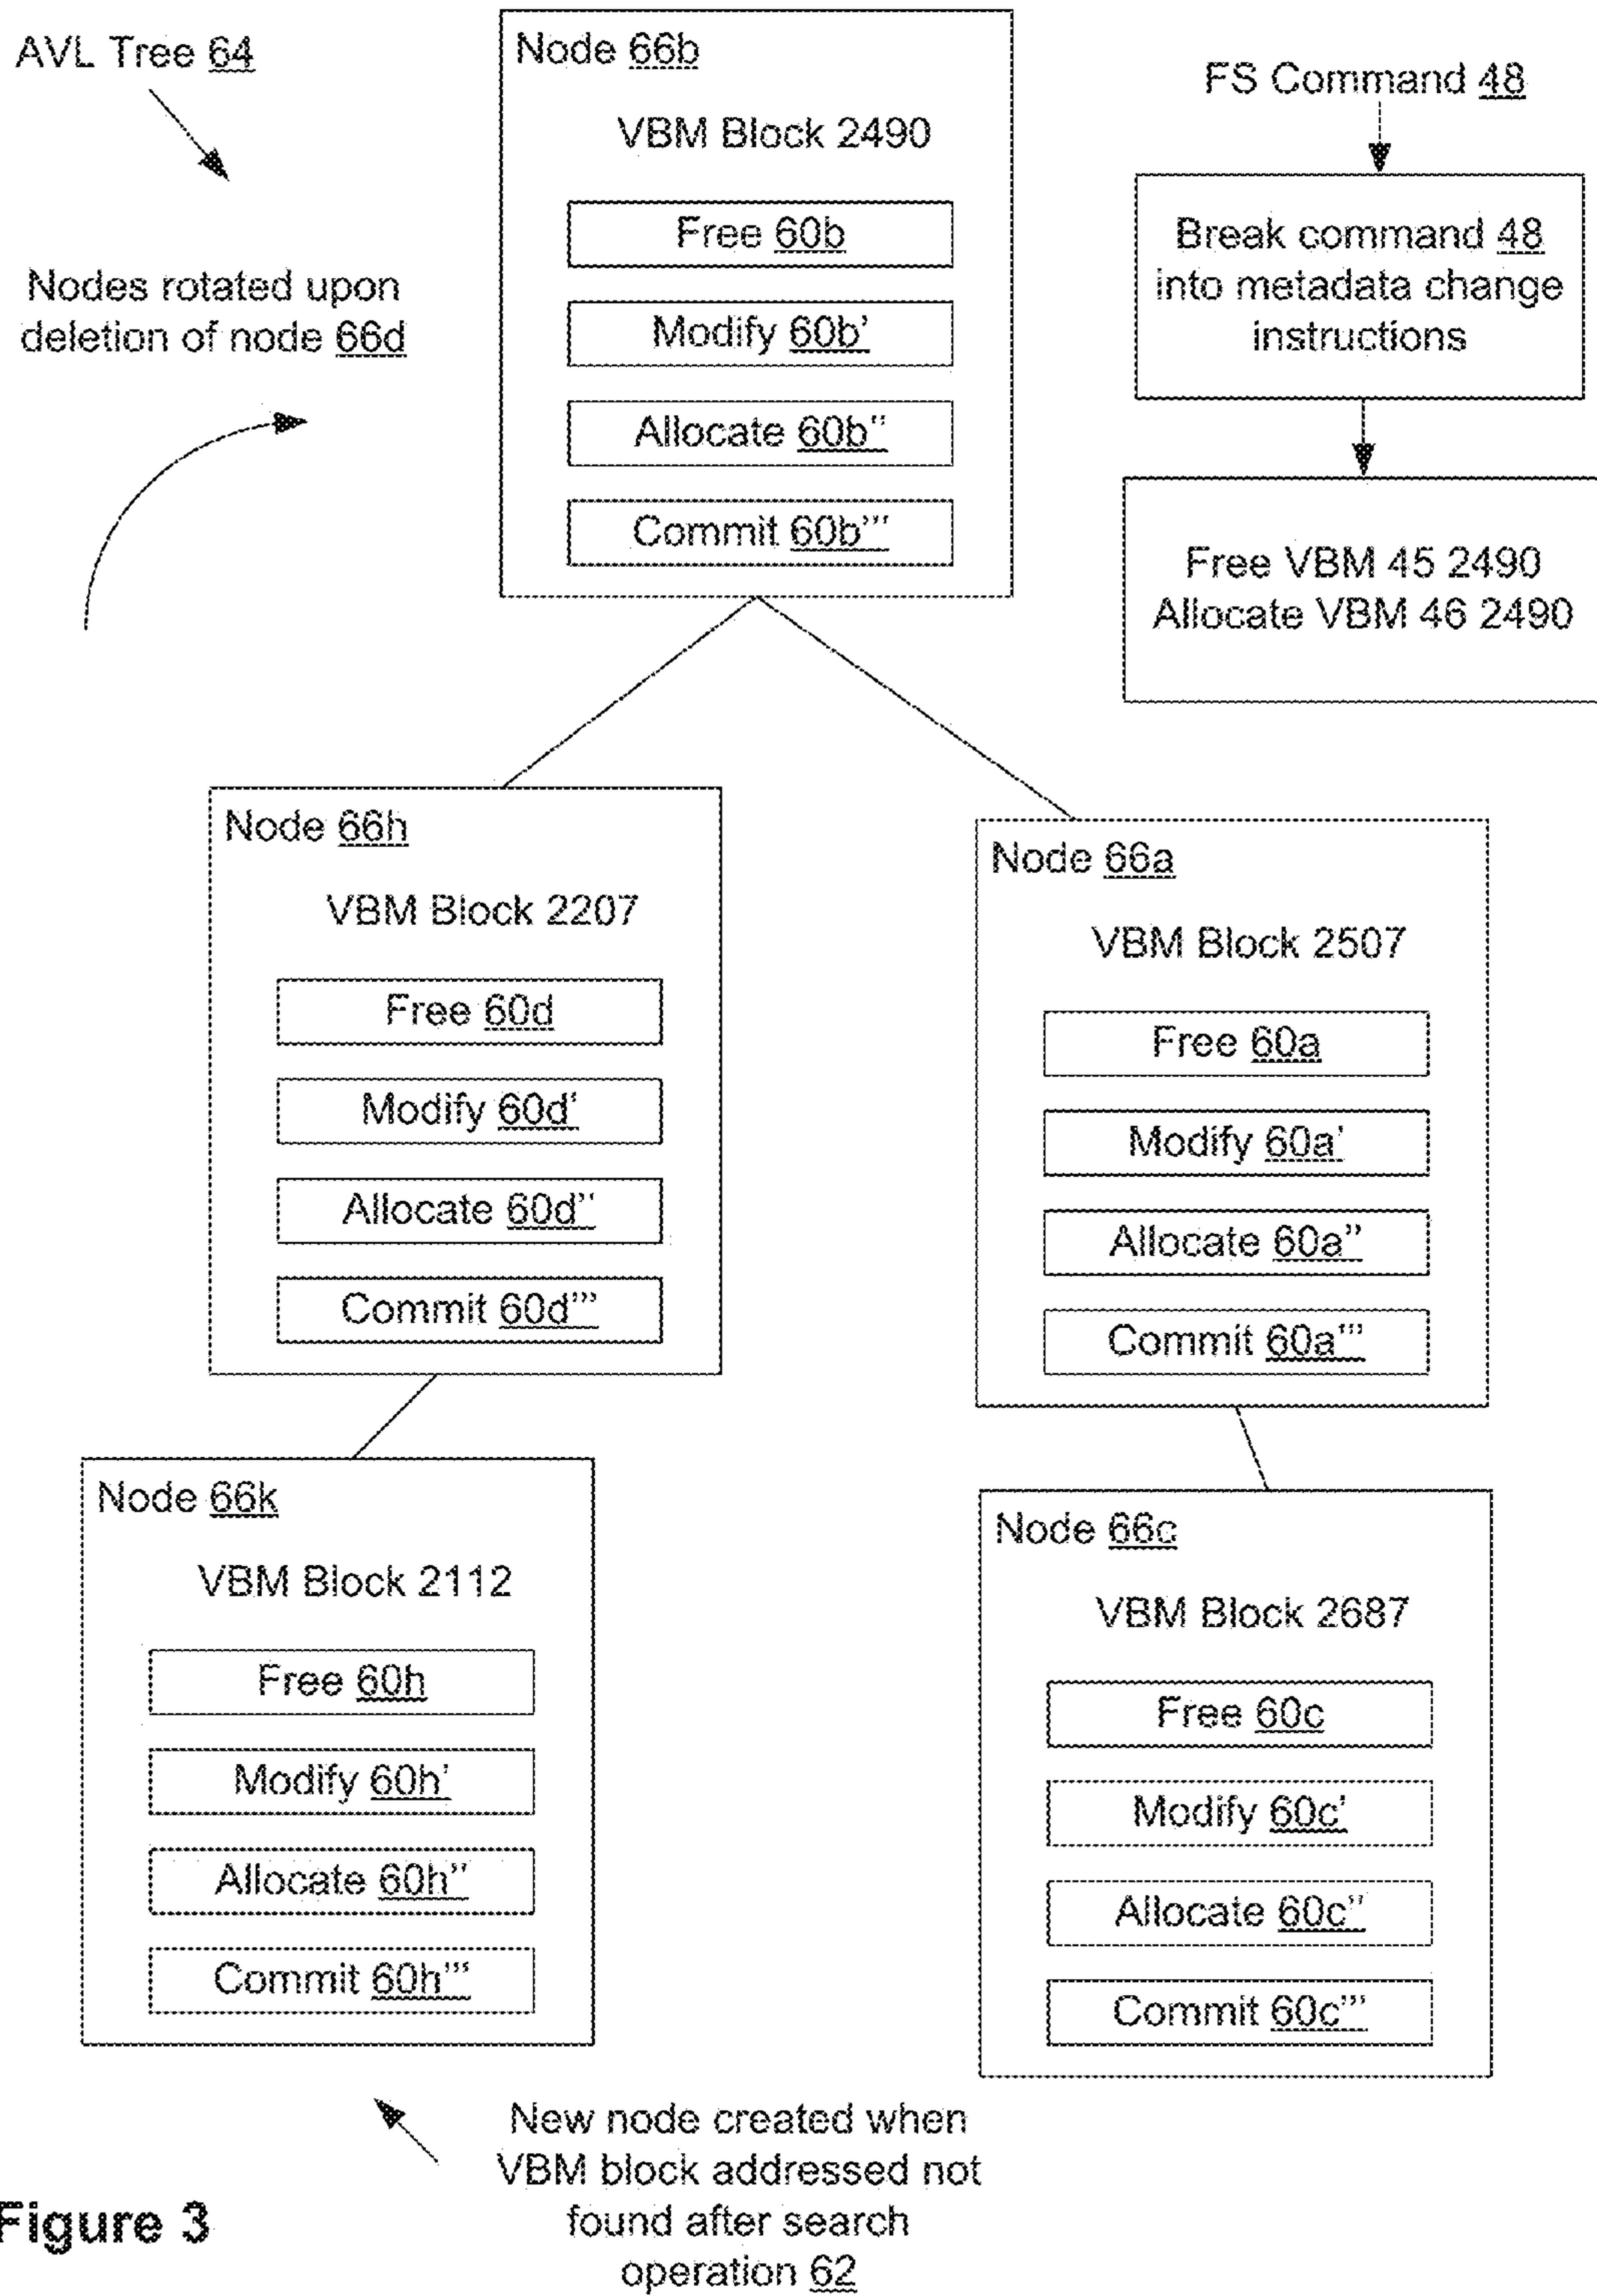 AVL Tree 64
Node 66b
VBM Block 2490
Free 60b
Modify 60b'
Allocate 60b''
Commit 60b'''
FS Command 48
Break command 48
into metadata change
instructions
Free VBM 45 2490
Allocate VBM 46 2490
Nodes rotated upon
deletion of node 66d
Node 66h
VBM Block 2207
Free 60d
Modify 60d'
Allocate 60d''
Commit 60d'''
Node 66a
VBM Block 2507
Free 60a
Modify 60a'
Allocate 60a''
Commit 60a'''
Node 66k
VBM Block 2112
Free 60h
Modify 60h'
Allocate 60h''
Commit 60h'''
Node 66c
VBM Block 2687
Free 60c
Modify 60c'
Allocate 60c''
Commit 60c'''
New node created when
VBM block addressed not
found after search
operation 62
Figure 3